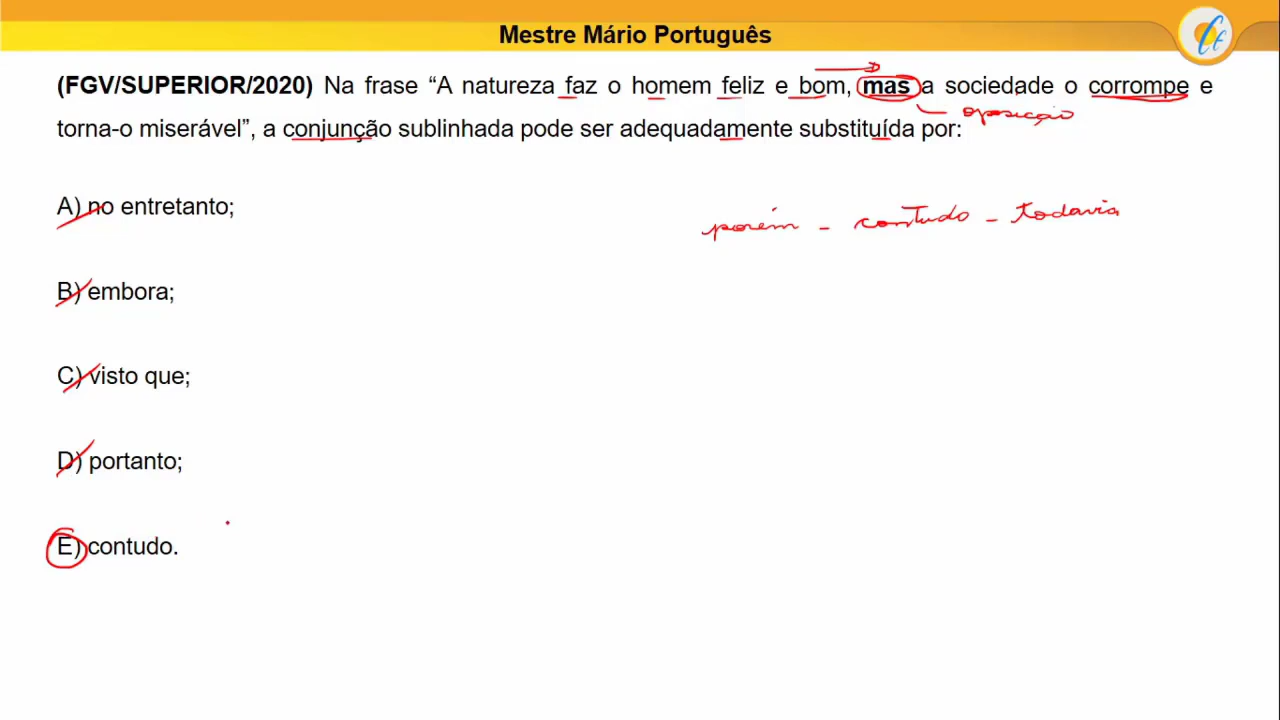 Mestre Mário Português
(FGV/SUPERIOR/2020) Na frase “A natureza faz o homem feliz e bom, mas a sociedade o corrompe e
oposição
torna-o miserável”, a conjunção sublinhada pode ser adequadamente substituída por:
A) no entretanto;
porém - contudo - todavia
B) embora;
C) visto que;
D) portanto;
E) contudo.